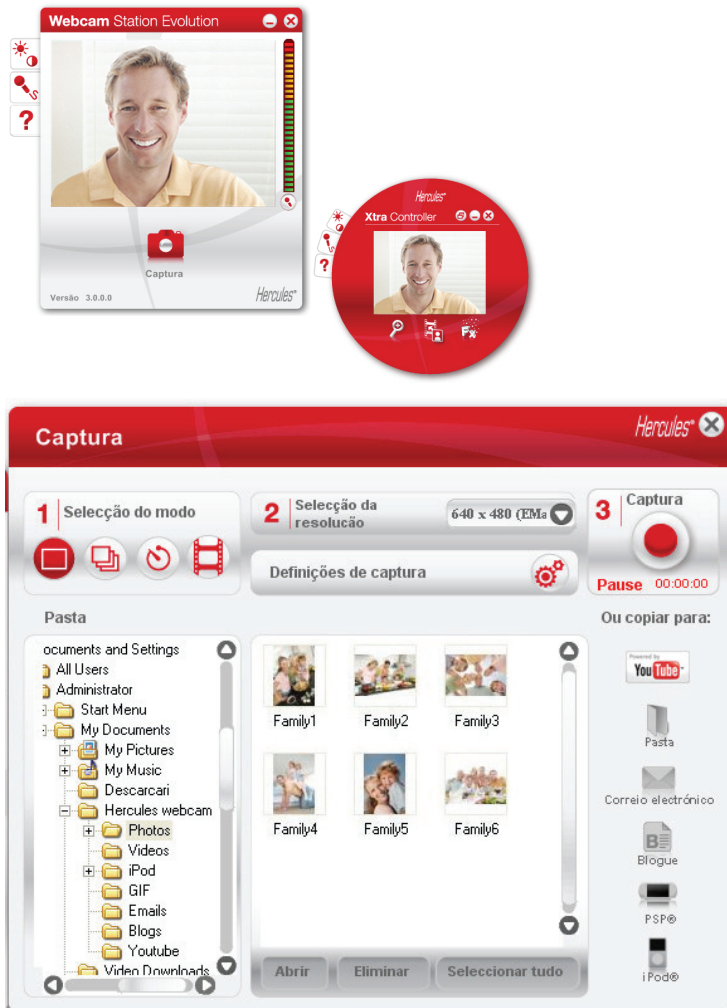 Webcam Station Evolution
?
Captura
Versão 3.0.0.0
Hercules®
Hercules®
Xtra Controller
?
Fx
Captura
Hercules®
1 Selecção do modo
2 Selecção da
resolucão
640 x 480 (EMa
Definições de captura
3 Captura
Pause 00:00:00
Pasta
ocuments and Settings
All Users
Administrator
Start Menu
My Documents
My Pictures
My Music
Descarcari
Hercules webcam
Photos
Videos
iPod
GIF
Emails
Blogs
Youtube
Video Downloads
Family1 Family2 Family3
Family4 Family5 Family6
Abrir Eliminar Seleccionar tudo
Ou copiar para:
Powered by
YouTube
Pasta
Correio electrónico
B
Blogue
PSP®
iPod®